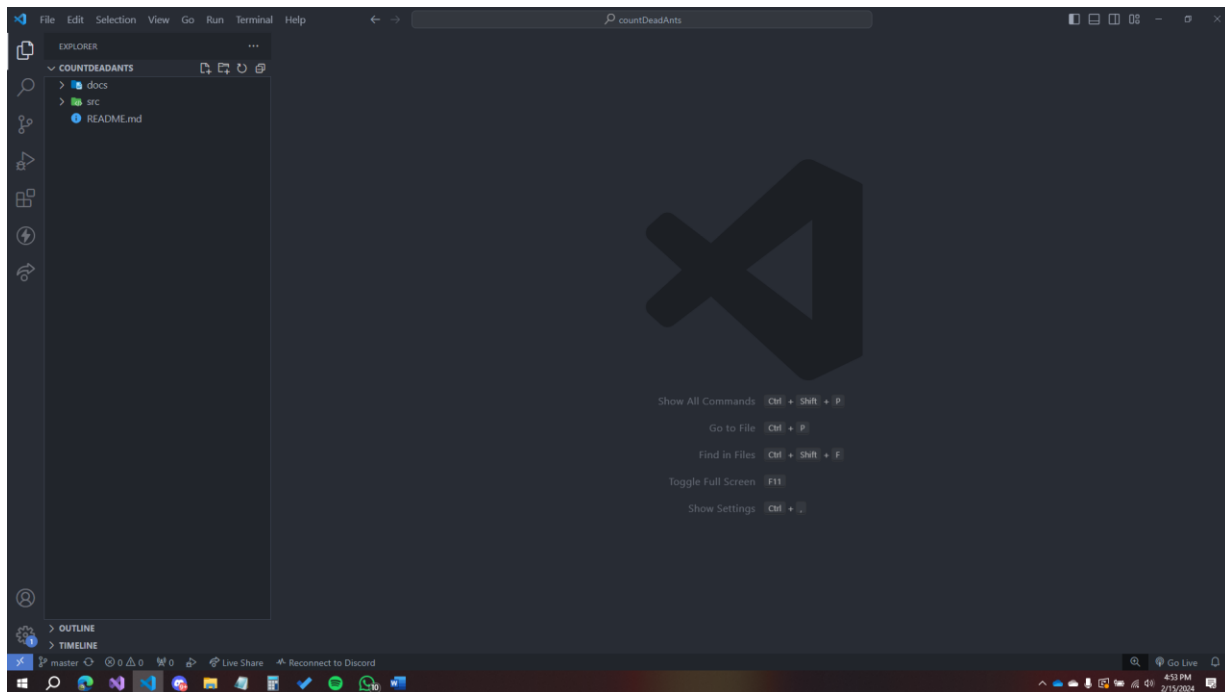 File Edit Selection View Go Run Terminal Help
countDeadAnts
EXPLORER
COUNTDEADANTS
docs
src
README.md
Show All Commands Ctrl + Shift + P
Go to File Ctrl + P
Find in Files Ctrl + Shift + F
Toggle Full Screen F11
Show Settings Ctrl + ,
OUTLINE
1
TIMELINE
master 0 0 0 Live Share Reconnect to Discord
Go Live
10
4:53 PM
2/15/2024